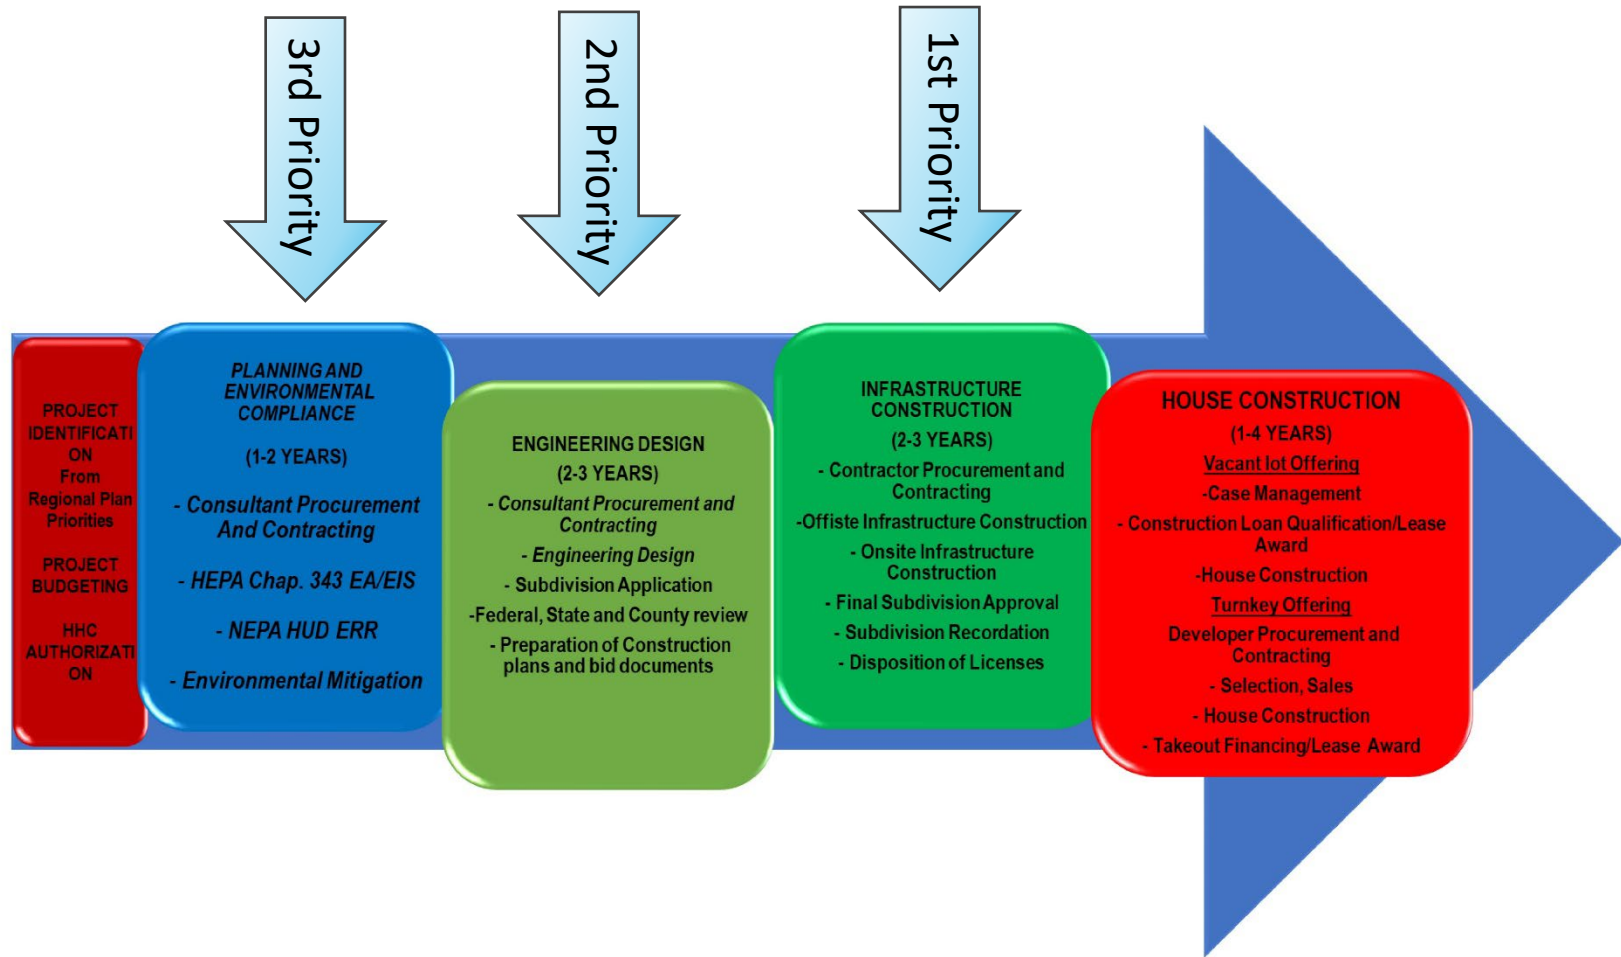 3rd Priority
2nd Priority
1st Priority
PROJECT
IDENTIFICATI
ON
From
Regional Plan
Priorities
PROJECT
BUDGETING
HHC
AUTHORIZATI
ON
PLANNING AND
ENVIRONMENTAL
COMPLIANCE
(1-2 YEARS)
- Consultant Procurement
And Contracting
- HEPA Chap. 343 EA/EIS
- NEPA HUD ERR
- Environmental Mitigation
ENGINEERING DESIGN
(2-3 YEARS)
- Consultant Procurement and
Contracting
- Engineering Design
- Subdivision Application
-Federal, State and County review
- Preparation of Construction
plans and bid documents
INFRASTRUCTURE
CONSTRUCTION
(2-3 YEARS)
- Contractor Procurement and
Contracting
-Offiste Infrastructure Construction
- Onsite Infrastructure
Construction
- Final Subdivision Approval
- Subdivision Recordation
- Disposition of Licenses
HOUSE CONSTRUCTION
(1-4 YEARS)
Vacant lot Offering
-Case Management
- Construction Loan Qualification/Lease
Award
-House Construction
Turnkey Offering
Developer Procurement and
Contracting
- Selection, Sales
- House Construction
- Takeout Financing/Lease Award